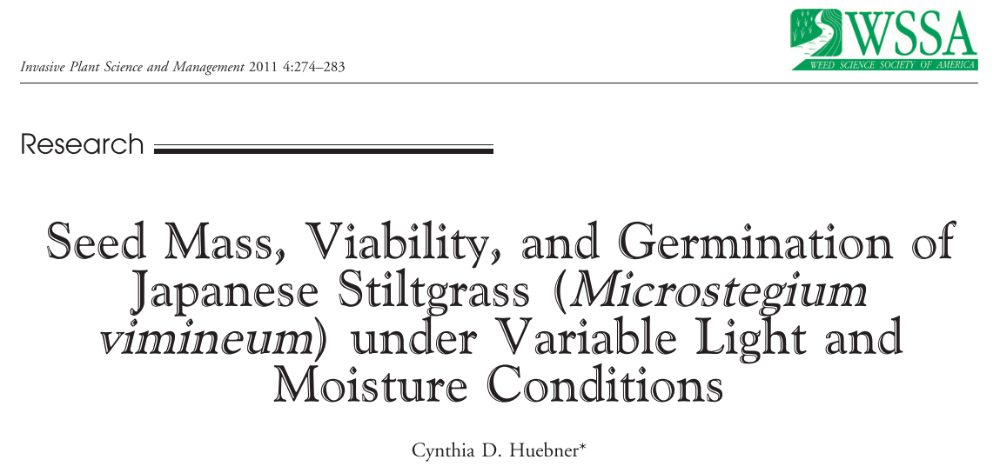 WSSA
Invasive Plant Science and Management 2011 4:274–283
WEED SCIENCE SOCIETY OF AMERICA
Research
Seed Mass, Viability, and Germination of
Japanese Stiltgrass (Microstegium
vimineum) under Variable Light and
Moisture Conditions
Cynthia D. Huebner*